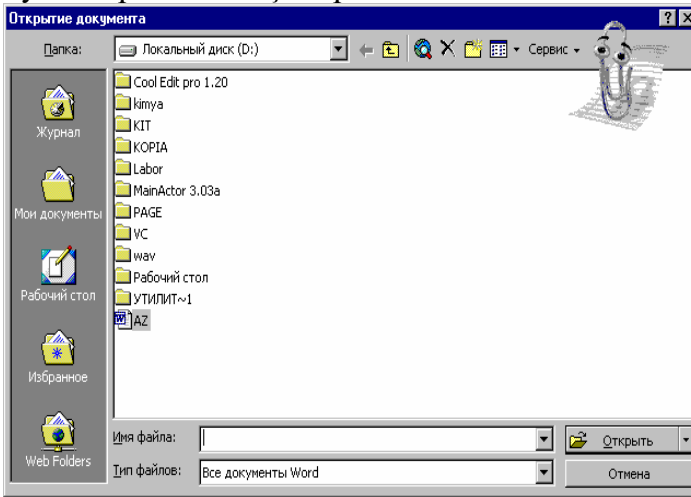 Открытие документа
Папка: Локальный диск (D:) Сервис
Журнал
Мои документы
Рабочий стол
Избранное
Web Folders
Cool Edit pro 1.20
kimya
KIT
KOPIA
Labor
MainActor 3.03a
PAGE
VC
wav
Рабочий стол
УТИЛИТ~1
AZ
Имя файла: Открыть
Тип файлов: Все документы Word Отмена